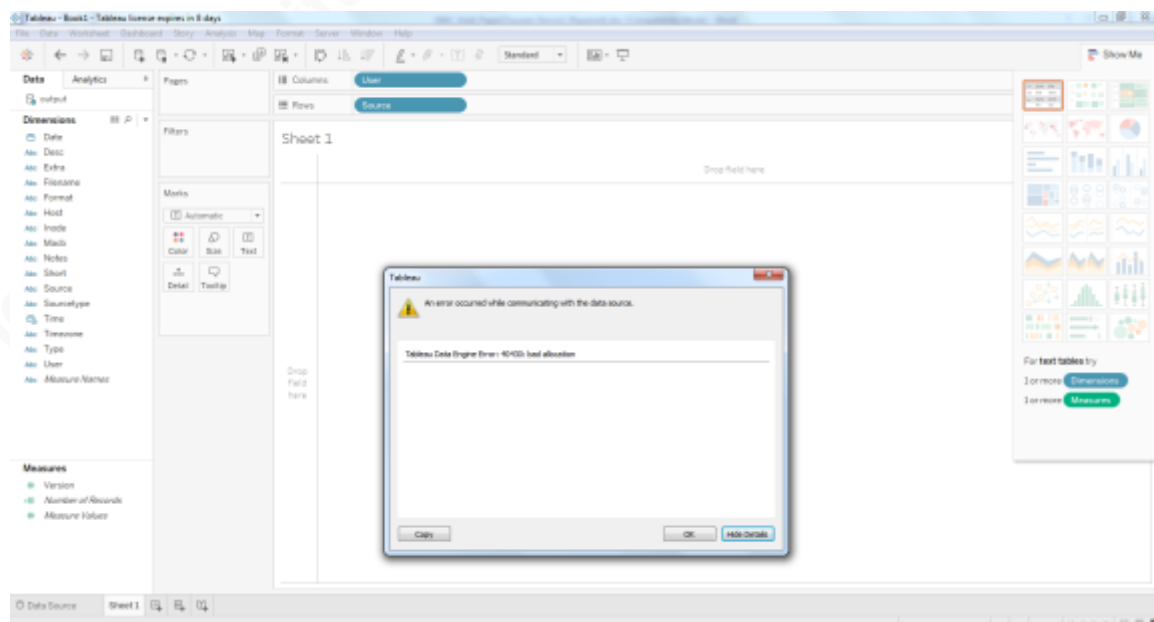 Tableau - Book1 - Tableau license expires in 8 days
File Data Worksheet Dashboard Story Analysis Map Format Server Window Help
Standard
Show Me
Data Analytics
Pages
Columns User
output
Rows Source
Dimensions
Filters
Sheet 1
Date
Desc
Extra
Filename
Format
Host
Inode
Macb
Notes
Short
Source
Sourcetype
Time
Timezone
Type
User
Measure Names
Drop field here
Marks
Automatic
Color Size Text
Detail Tooltip
Drop
field
here
Tableau
An error occurred while communicating with the data source.
Tableau Data Engine Error: 40400: bad allocation
Copy OK Hide Details
For text tables try
1 or more Dimensions
1 or more Measures
Measures
Version
Number of Records
Measure Values
Data Source Sheet 1